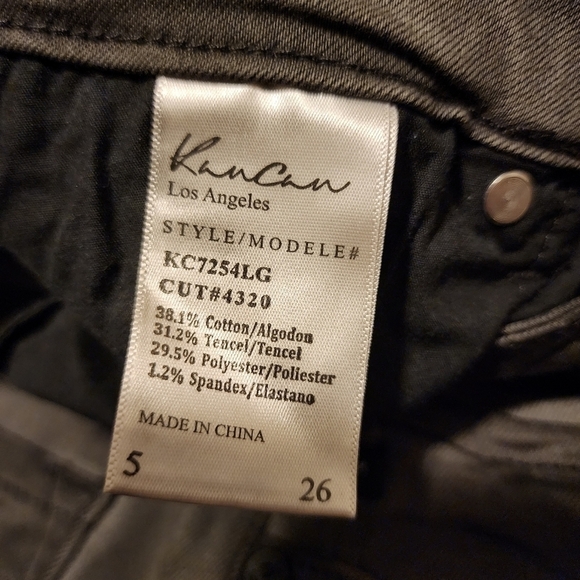 KanCan
Los Angeles
STYLE/MODELE#
KC7254LG
CUT#4320
38.1% Cotton/Algodon
31.2% Tencel/Tencel
29.5% Polyester/Poliester
1.2% Spandex/Elastano
MADE IN CHINA
5 26